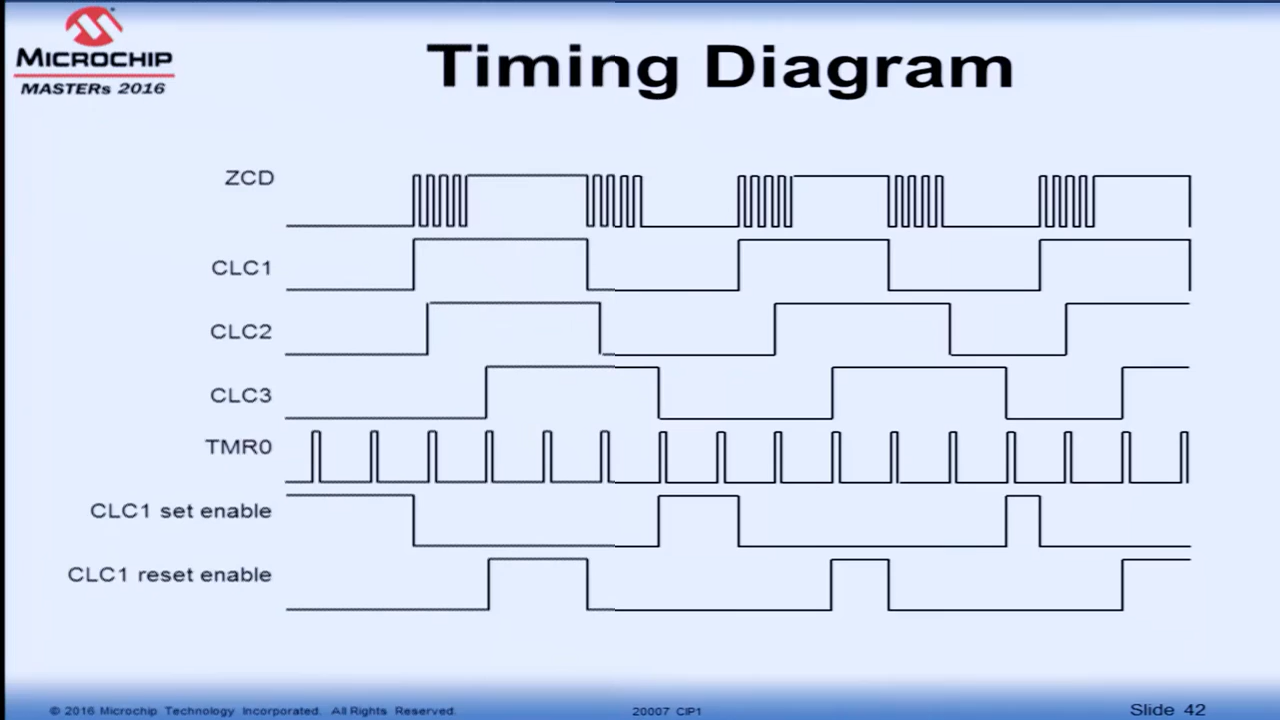 MICROCHIP
MASTERs 2016
Timing Diagram
ZCD
CLC1
CLC2
CLC3
TMR0
CLC1 set enable
CLC1 reset enable
© 2016 Microchip Technology Incorporated. All Rights Reserved.
20007 CIP1
Slide 42